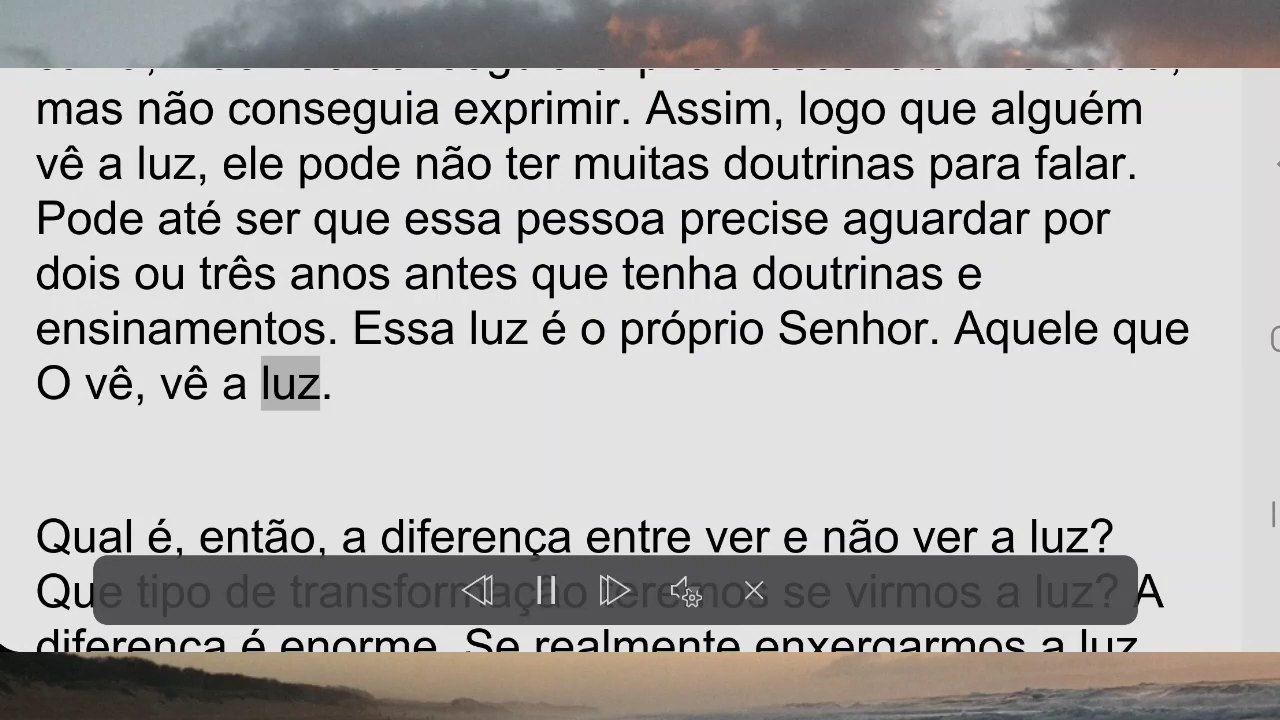 mas não conseguia exprimir. Assim, logo que alguém
vê a luz, ele pode não ter muitas doutrinas para falar.
Pode até ser que essa pessoa precise aguardar por
dois ou três anos antes que tenha doutrinas e
ensinamentos. Essa luz é o próprio Senhor. Aquele que
O vê, vê a luz.
Qual é, então, a diferença entre ver e não ver a luz?
Que tipo de transformação teremos se virmos a luz? A
diferença é enorme. Se realmente enxergarmos a luz